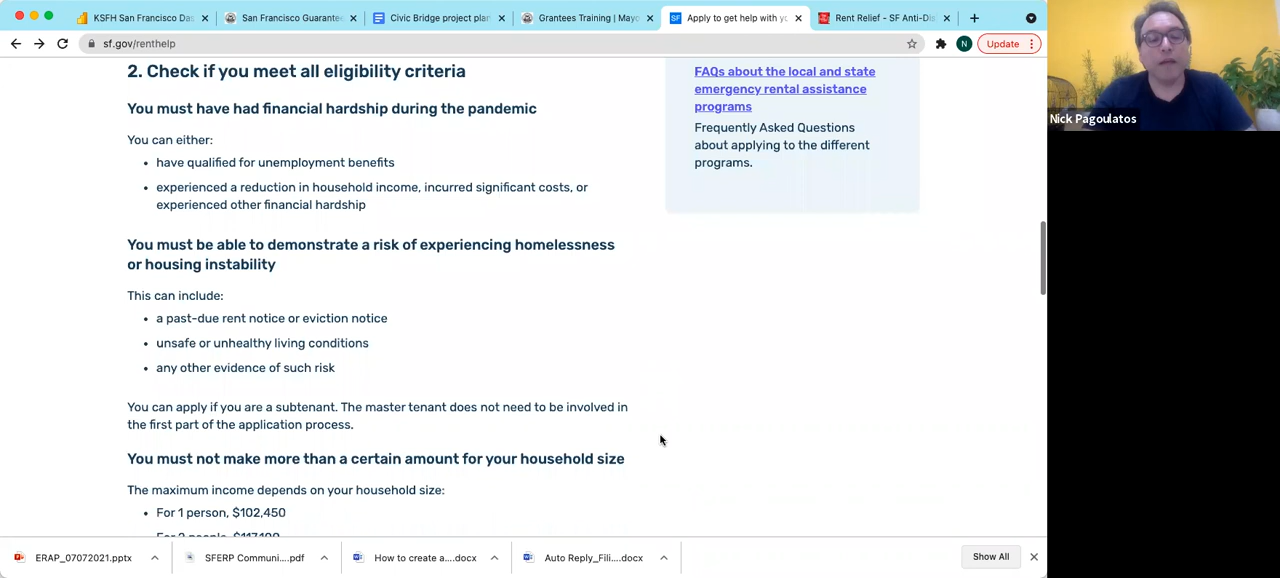 KSFH San Francisco Das
San Francisco Guarantee
Civic Bridge project plan
Grantees Training | Mayo
Apply to get help with yo
Rent Relief - SF Anti-Dis
sf.gov/renthelp
N
Update
2. Check if you meet all eligibility criteria
You must have had financial hardship during the pandemic
You can either:
• have qualified for unemployment benefits
• experienced a reduction in household income, incurred significant costs, or
experienced other financial hardship
You must be able to demonstrate a risk of experiencing homelessness
or housing instability
This can include:
• a past-due rent notice or eviction notice
• unsafe or unhealthy living conditions
• any other evidence of such risk
You can apply if you are a subtenant. The master tenant does not need to be involved in
the first part of the application process.
You must not make more than a certain amount for your household size
The maximum income depends on your household size:
• For 1 person, $102,450
FAQs about the local and state
emergency rental assistance
programs
Frequently Asked Questions
about applying to the different
programs.
Nick Pagoulatos
ERAP_07072021.pptx
SFERP Communi....pdf
How to create a....docx
Auto Reply_Fili....docx
Show All